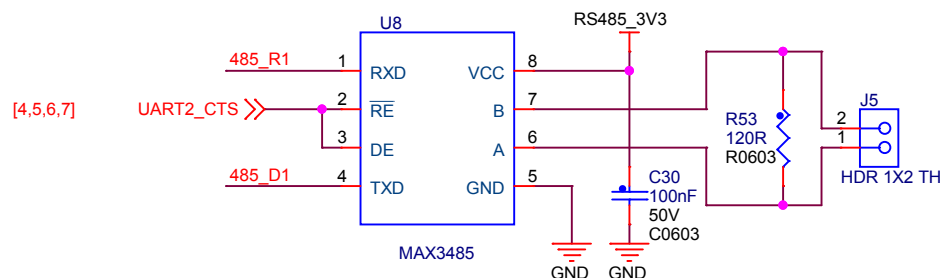 U8
RS485_3V3
485_R1 1 RXD VCC 8
J5
[4,5,6,7] UART2_CTS 2 RE B 7
R53
120R
R0603
2
1
3 DE A 6
485_D1 4 TXD GND 5
HDR 1X2 TH
C30
100nF
50V
C0603
MAX3485
GND GND